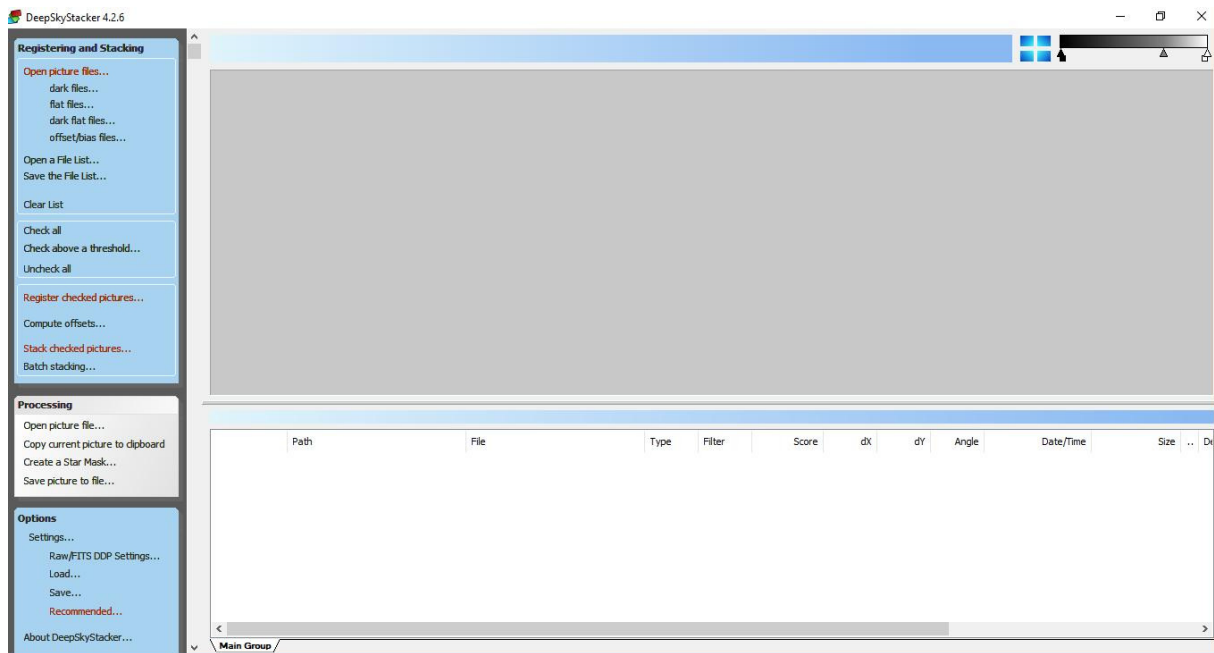 DeepSkyStacker 4.2.6
Registering and Stacking
Open picture files...
dark files...
flat files...
dark flat files...
offset/bias files...
Open a File List...
Save the File List...
Clear List
Check all
Check above a threshold...
Uncheck all
Register checked pictures...
Compute offsets...
Stack checked pictures...
Batch stacking...
Processing
Open picture file...
Copy current picture to clipboard
Create a Star Mask...
Save picture to file...
Options
Settings...
Raw/FITS DDP Settings...
Load...
Save...
Recommended...
About DeepSkyStacker...
Path File Type Filter Score dX dY Angle Date/Time Size .. De
Main Group